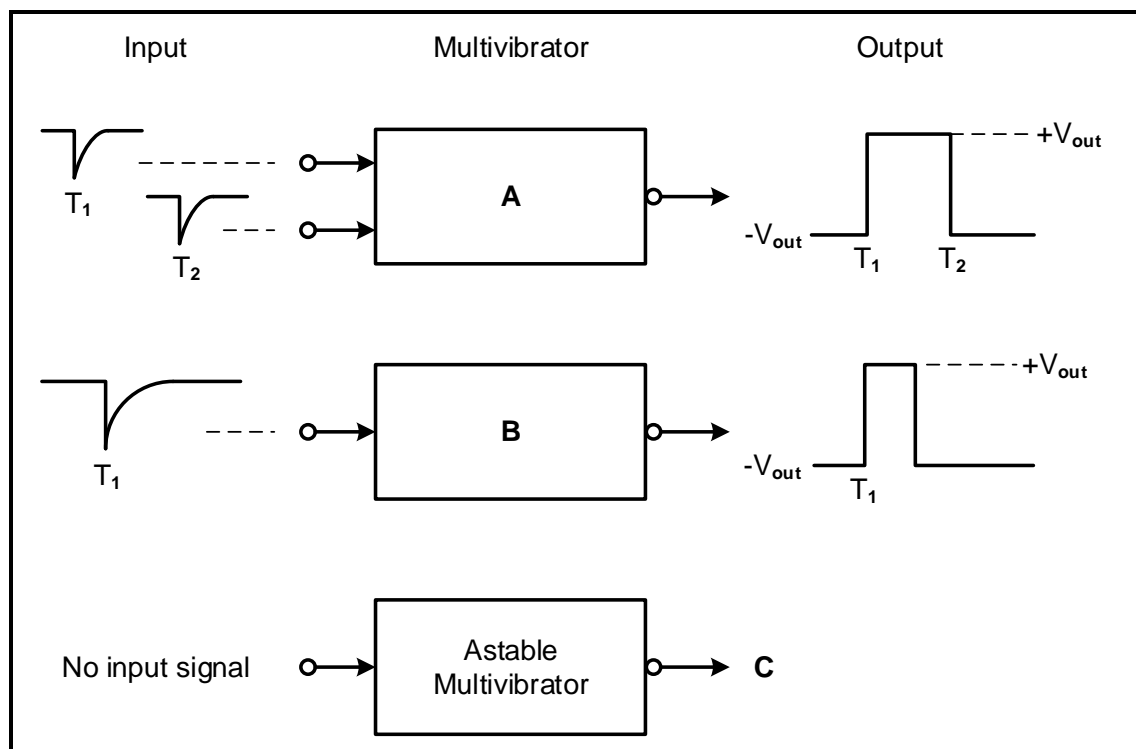 Input
Multivibrator
Output
T1
T2
A
+Vout
-Vout
T1
T2
T1
B
+Vout
-Vout
T1
No input signal
Astable
Multivibrator
C